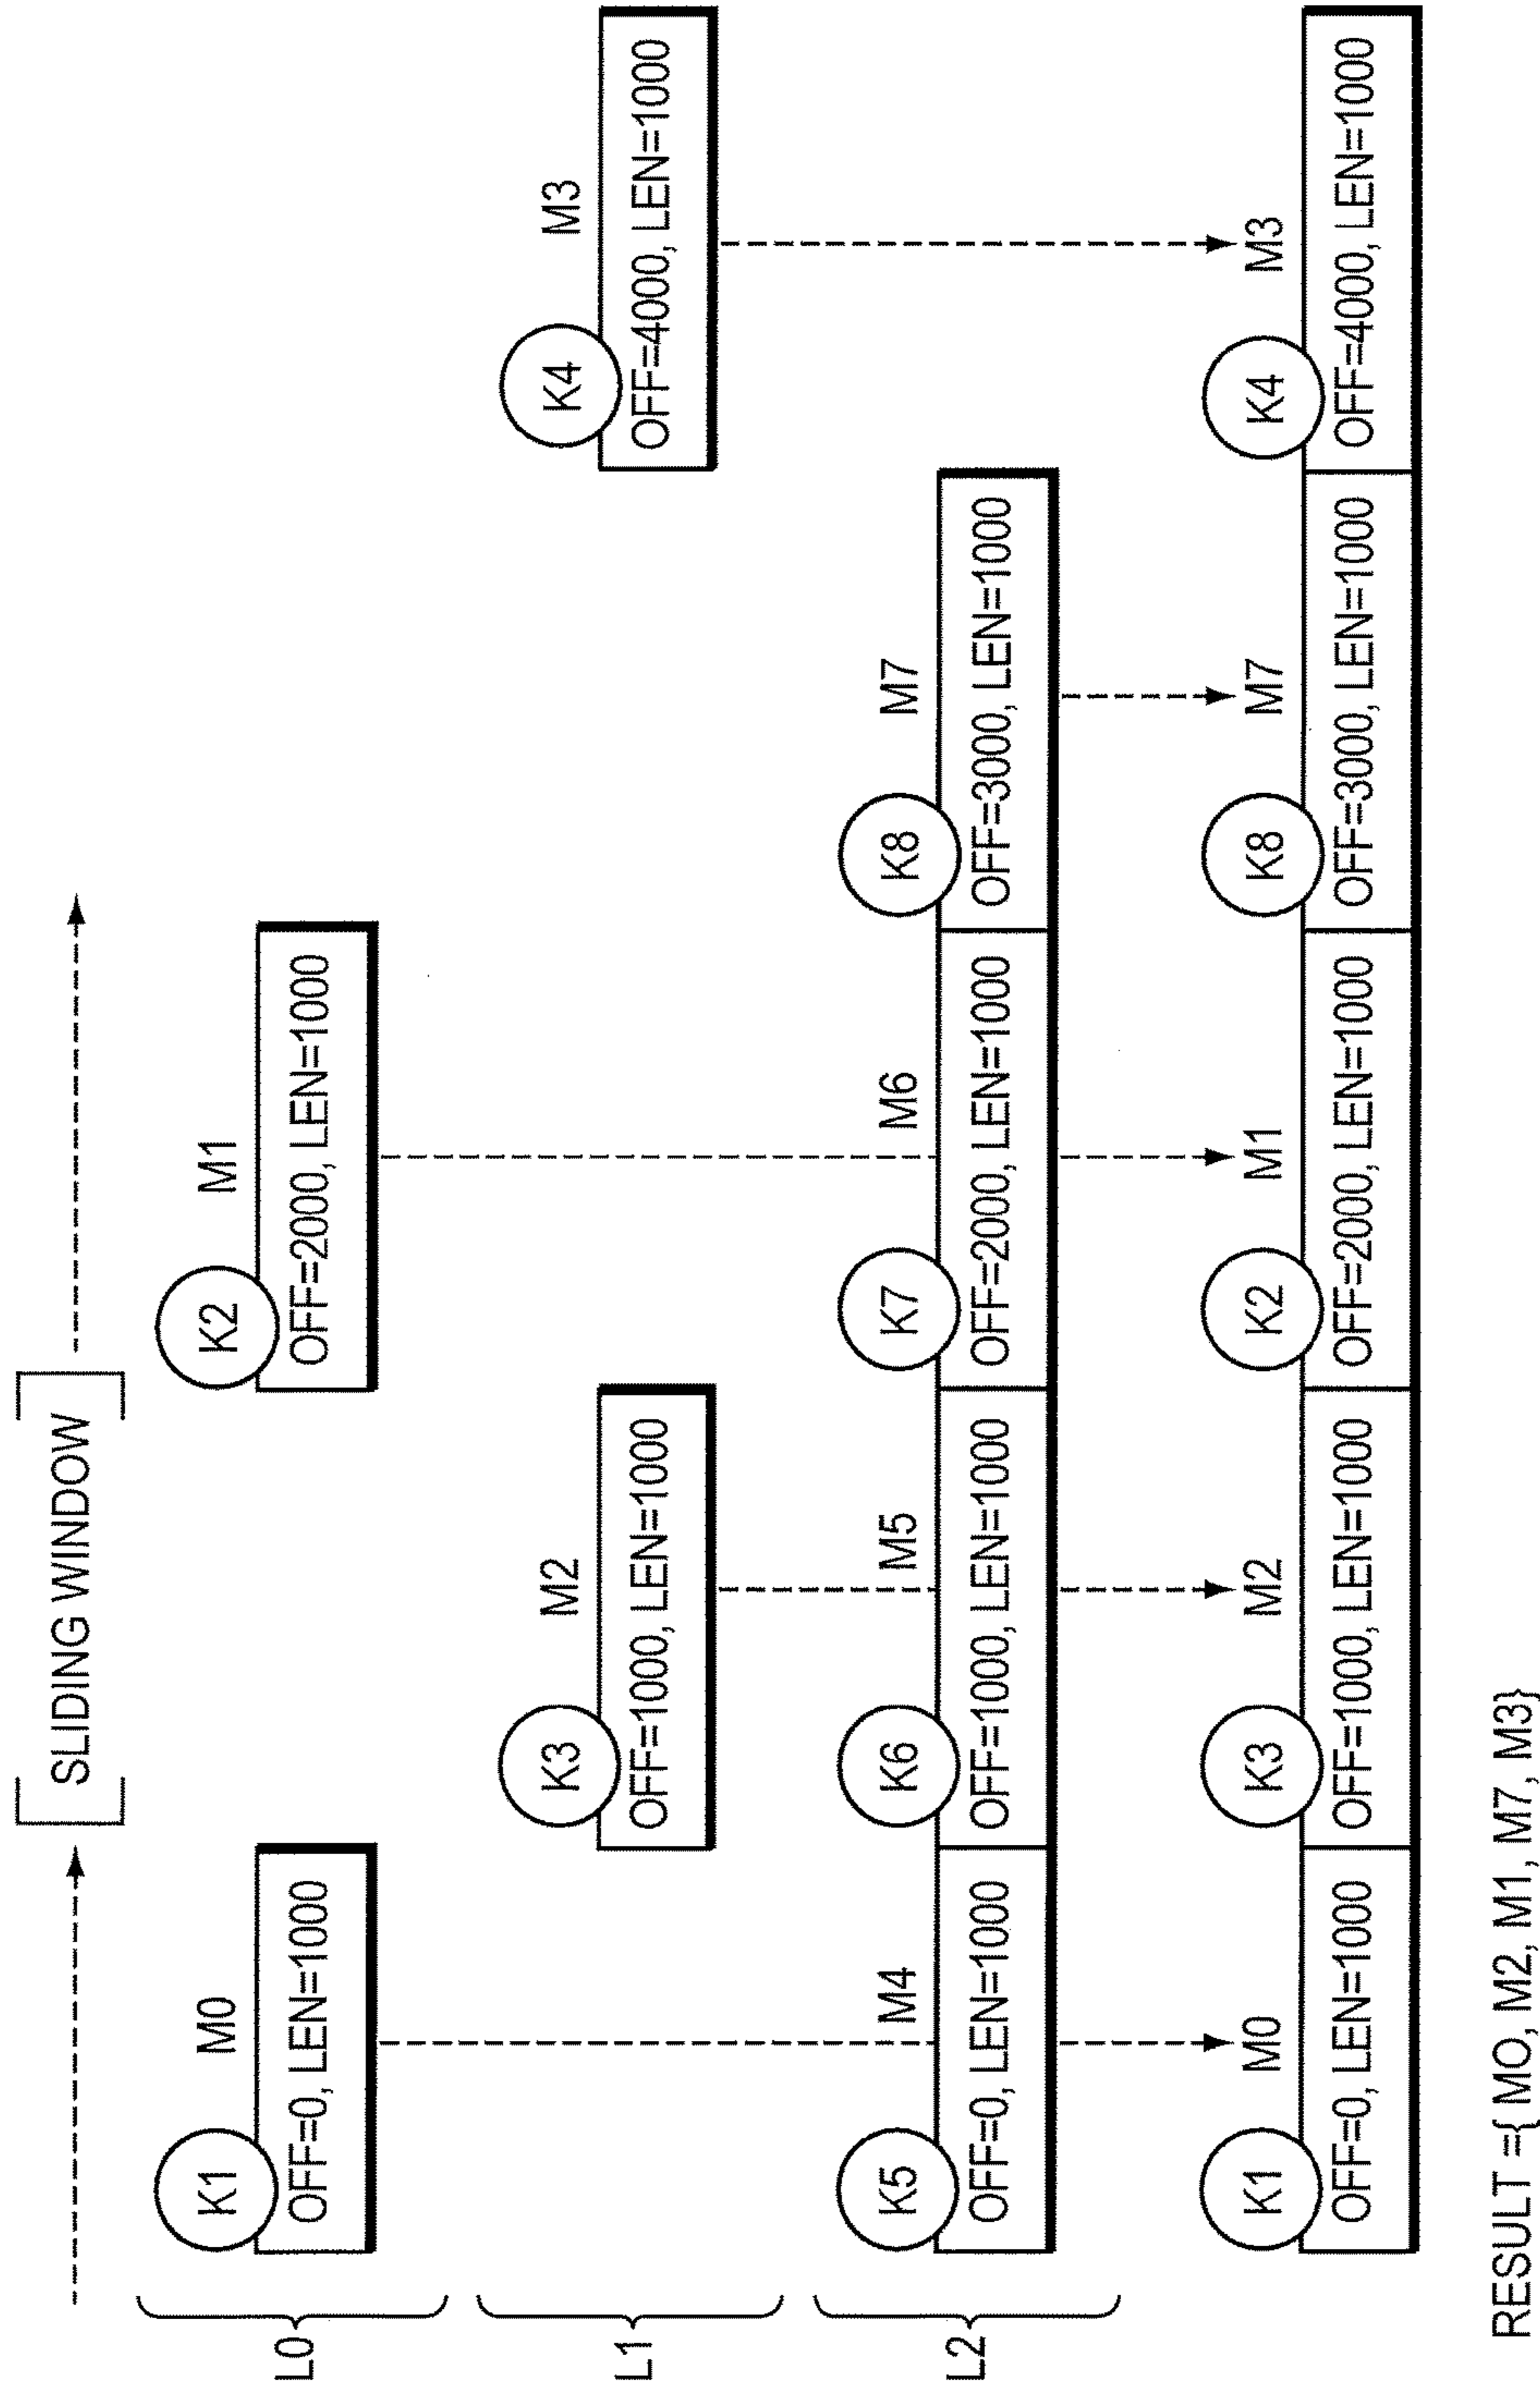 SLIDING WINDOW
L0
K1
M0
OFF=0, LEN=1000
K2
M1
OFF=2000, LEN=1000
L1
K3
M2
OFF=1000, LEN=1000
K4
M3
OFF=4000, LEN=1000
L2
K5
M4
OFF=0, LEN=1000
K6
M5
OFF=1000, LEN=1000
K7
M6
OFF=2000, LEN=1000
K8
M7
OFF=3000, LEN=1000
K1
M0
OFF=0, LEN=1000
K3
M2
OFF=1000, LEN=1000
K2
M1
OFF=2000, LEN=1000
K8
M7
OFF=3000, LEN=1000
K4
M3
OFF=4000, LEN=1000
RESULT ={ MO, M2, M1, M7, M3}